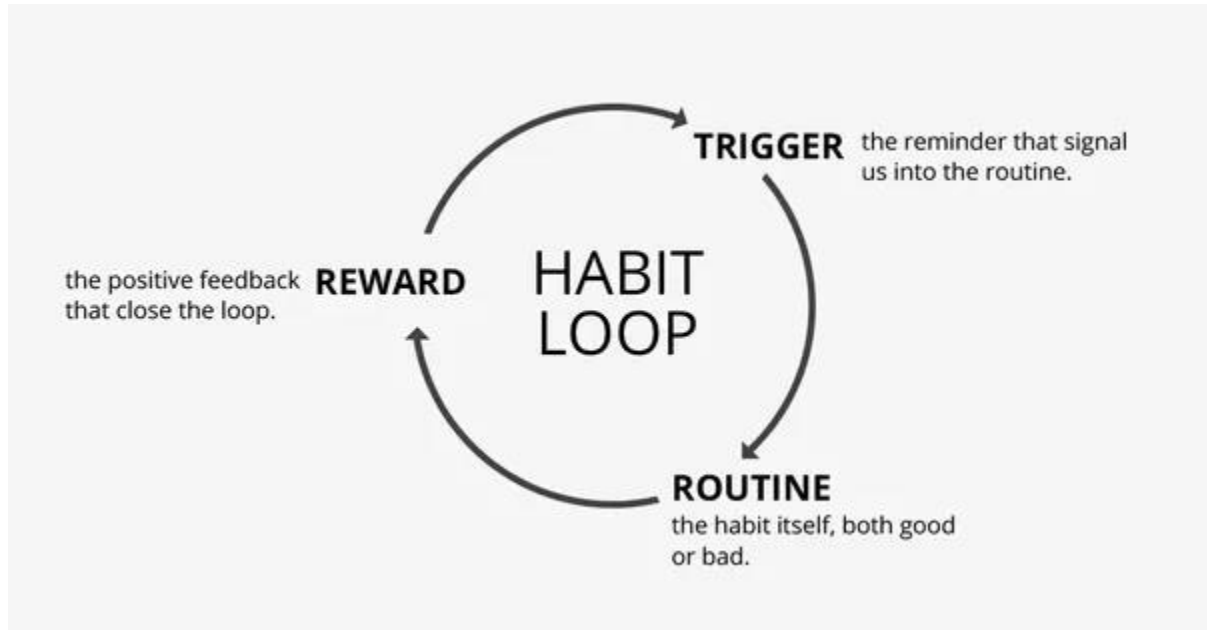 TRIGGER
the reminder that signal
us into the routine.
HABIT
LOOP
ROUTINE
the habit itself, both good
or bad.
REWARD
the positive feedback
that close the loop.